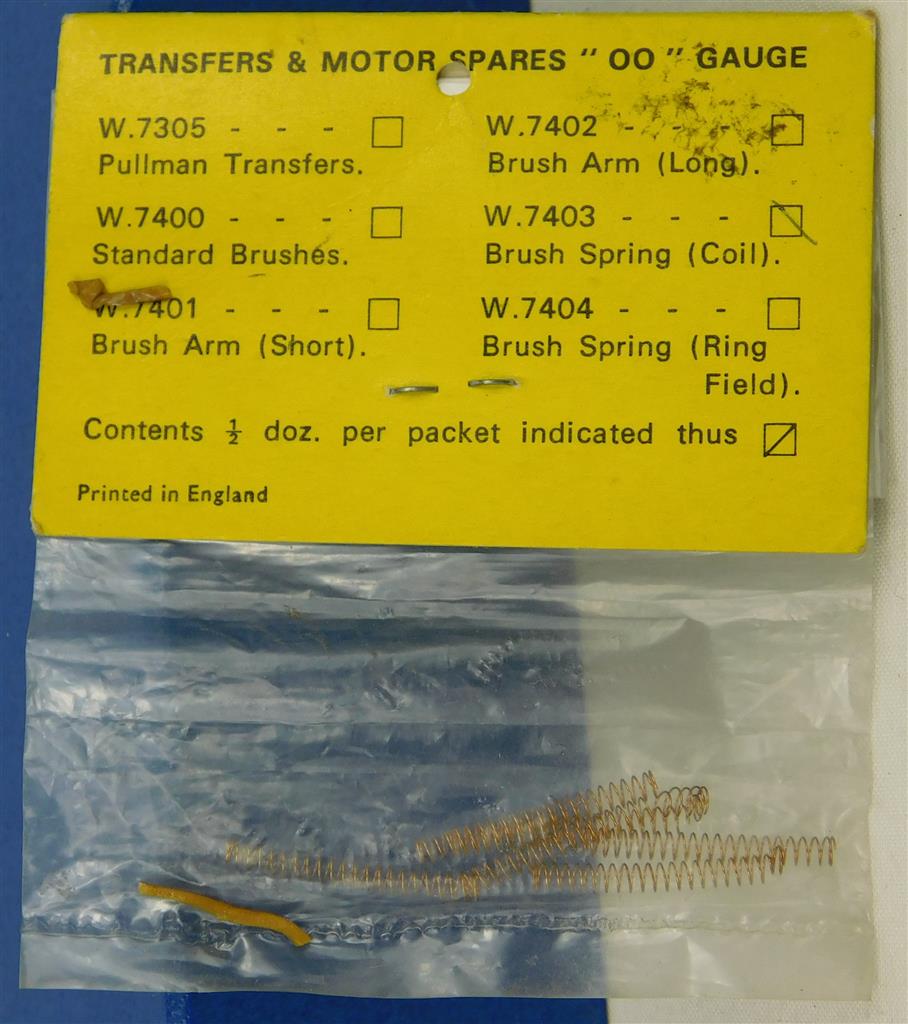 TRANSFERS & MOTOR SPARES " OO " GAUGE
W.7305 - - -
Pullman Transfers.
W.7400 - - -
Standard Brushes.
W.7401 - - -
Brush Arm (Short).
W.7402 - - -
Brush Arm (Long).
W.7403 - - -
Brush Spring (Coil).
W.7404 - - -
Brush Spring (Ring
Field).
Contents ½ doz. per packet indicated thus
Printed in England